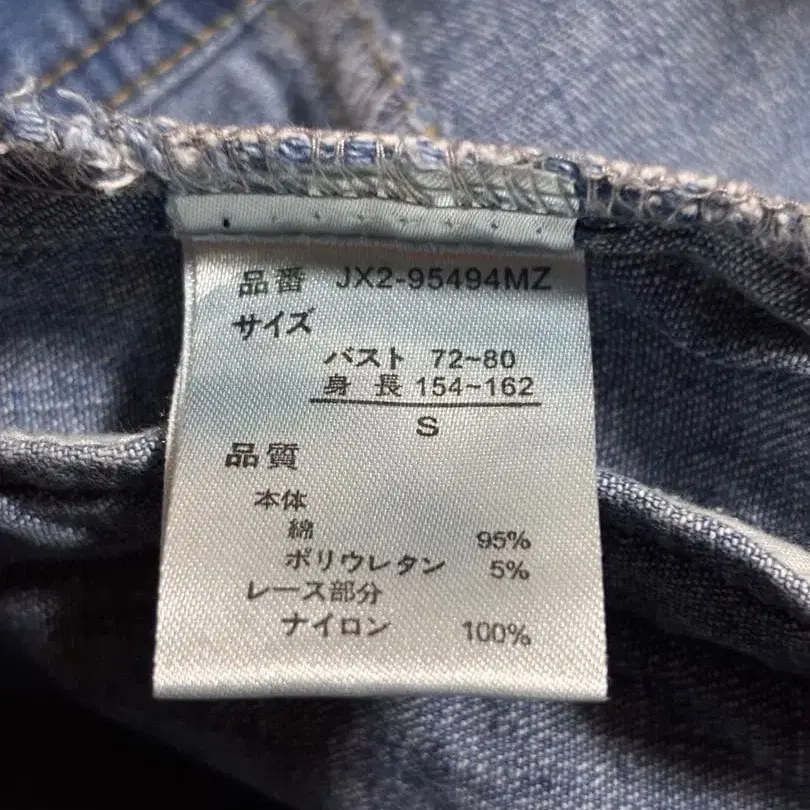 品番 JX2-95494MZ
サイズ
バスト 72~80
身長 154~162
S
品質
本体
綿 95%
ポリウレタン 5%
レース部分
ナイロン 100%